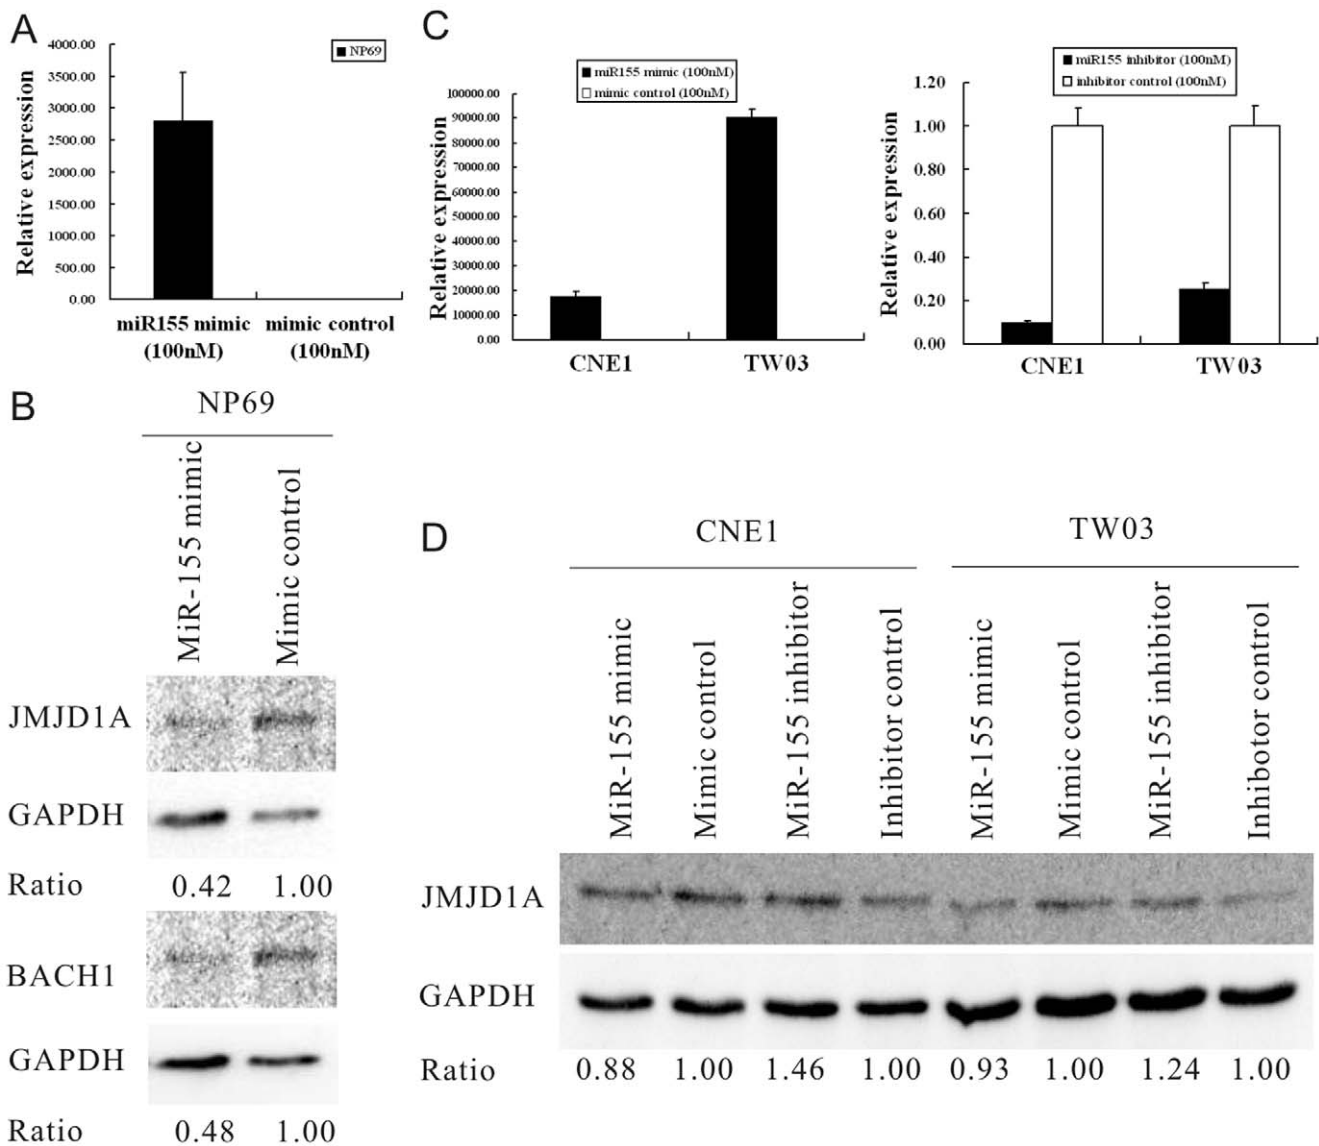 A
4000.00
3500.00
3000.00
2500.00
2000.00
1500.00
1000.00
500.00
0.00
Relative expression
NP69
miR155 mimic
(100nM)
mimic control
(100nM)
C
100000.00
90000.00
80000.00
70000.00
60000.00
50000.00
40000.00
30000.00
20000.00
10000.00
0.00
Relative expression
miR155 mimic (100nM)
mimic control (100nM)
CNE1
TW03
1.20
1.00
0.80
0.60
0.40
0.20
0.00
Relative expression
miR155 inhibitor (100nM)
inhibitor control (100nM)
CNE1
TW03
B
NP69
MiR-155 mimic
Mimic control
JMJD1A
GAPDH
Ratio 0.42 1.00
BACH1
GAPDH
Ratio 0.48 1.00
D
CNE1
TW03
MiR-155 mimic
Mimic control
MiR-155 inhibitor
Inhibitor control
MiR-155 mimic
Mimic control
MiR-155 inhibitor
Inhibotor control
JMJD1A
GAPDH
Ratio 0.88 1.00 1.46 1.00 0.93 1.00 1.24 1.00